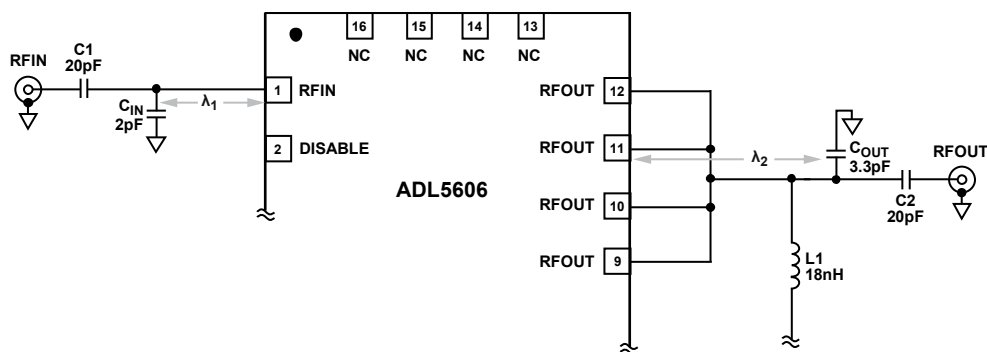 16 15 14 13
NC NC NC NC
RFIN
C1
20pF
1 RFIN
λ1
CIN
2pF
2 DISABLE
ADL5606
RFOUT 12
RFOUT 11
RFOUT 10
RFOUT 9
λ2
COUT
3.3pF
RFOUT
C2
20pF
L1
18nH